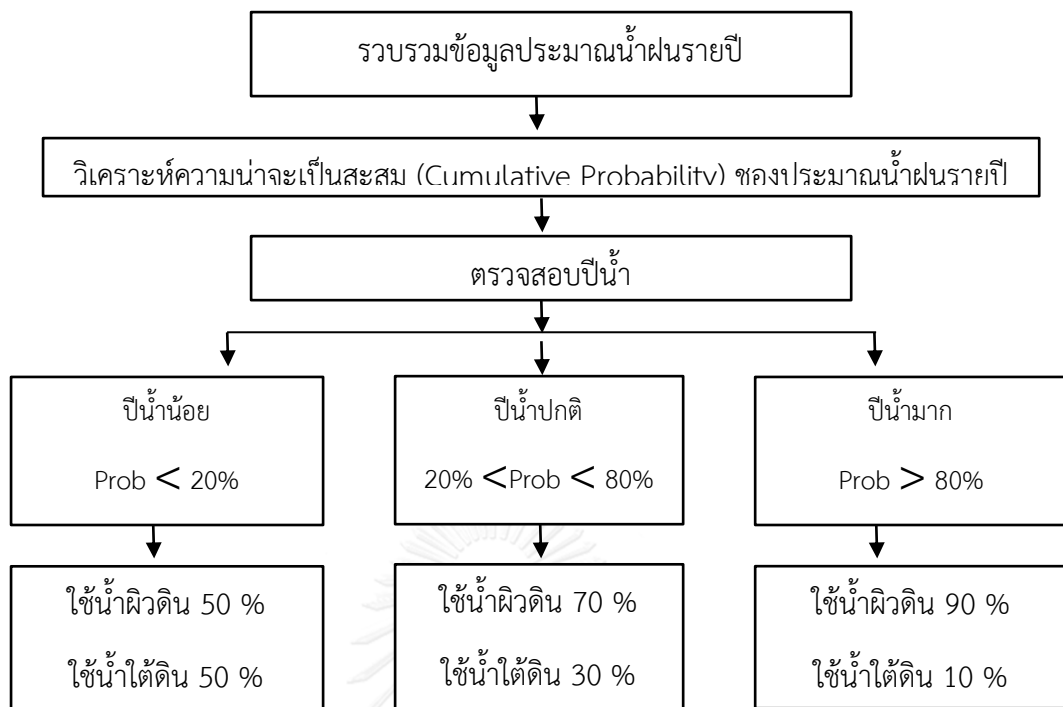 รวบรวมข้อมูลประมาณน้ำฝนรายปี
วิเคราะห์ความน่าจะเป็นสะสม (Cumulative Probability) ชองประมาณน้ำฝนรายปี
ตรวจสอบปีน้ำ
ปีน้ำน้อย
Prob < 20%
ปีน้ำปกติ
20% <Prob < 80%
ปีน้ำมาก
Prob > 80%
ใช้น้ำผิวดิน 50 %
ใช้น้ำใต้ดิน 50 %
ใช้น้ำผิวดิน 70 %
ใช้น้ำใต้ดิน 30 %
ใช้น้ำผิวดิน 90 %
ใช้น้ำใต้ดิน 10 %